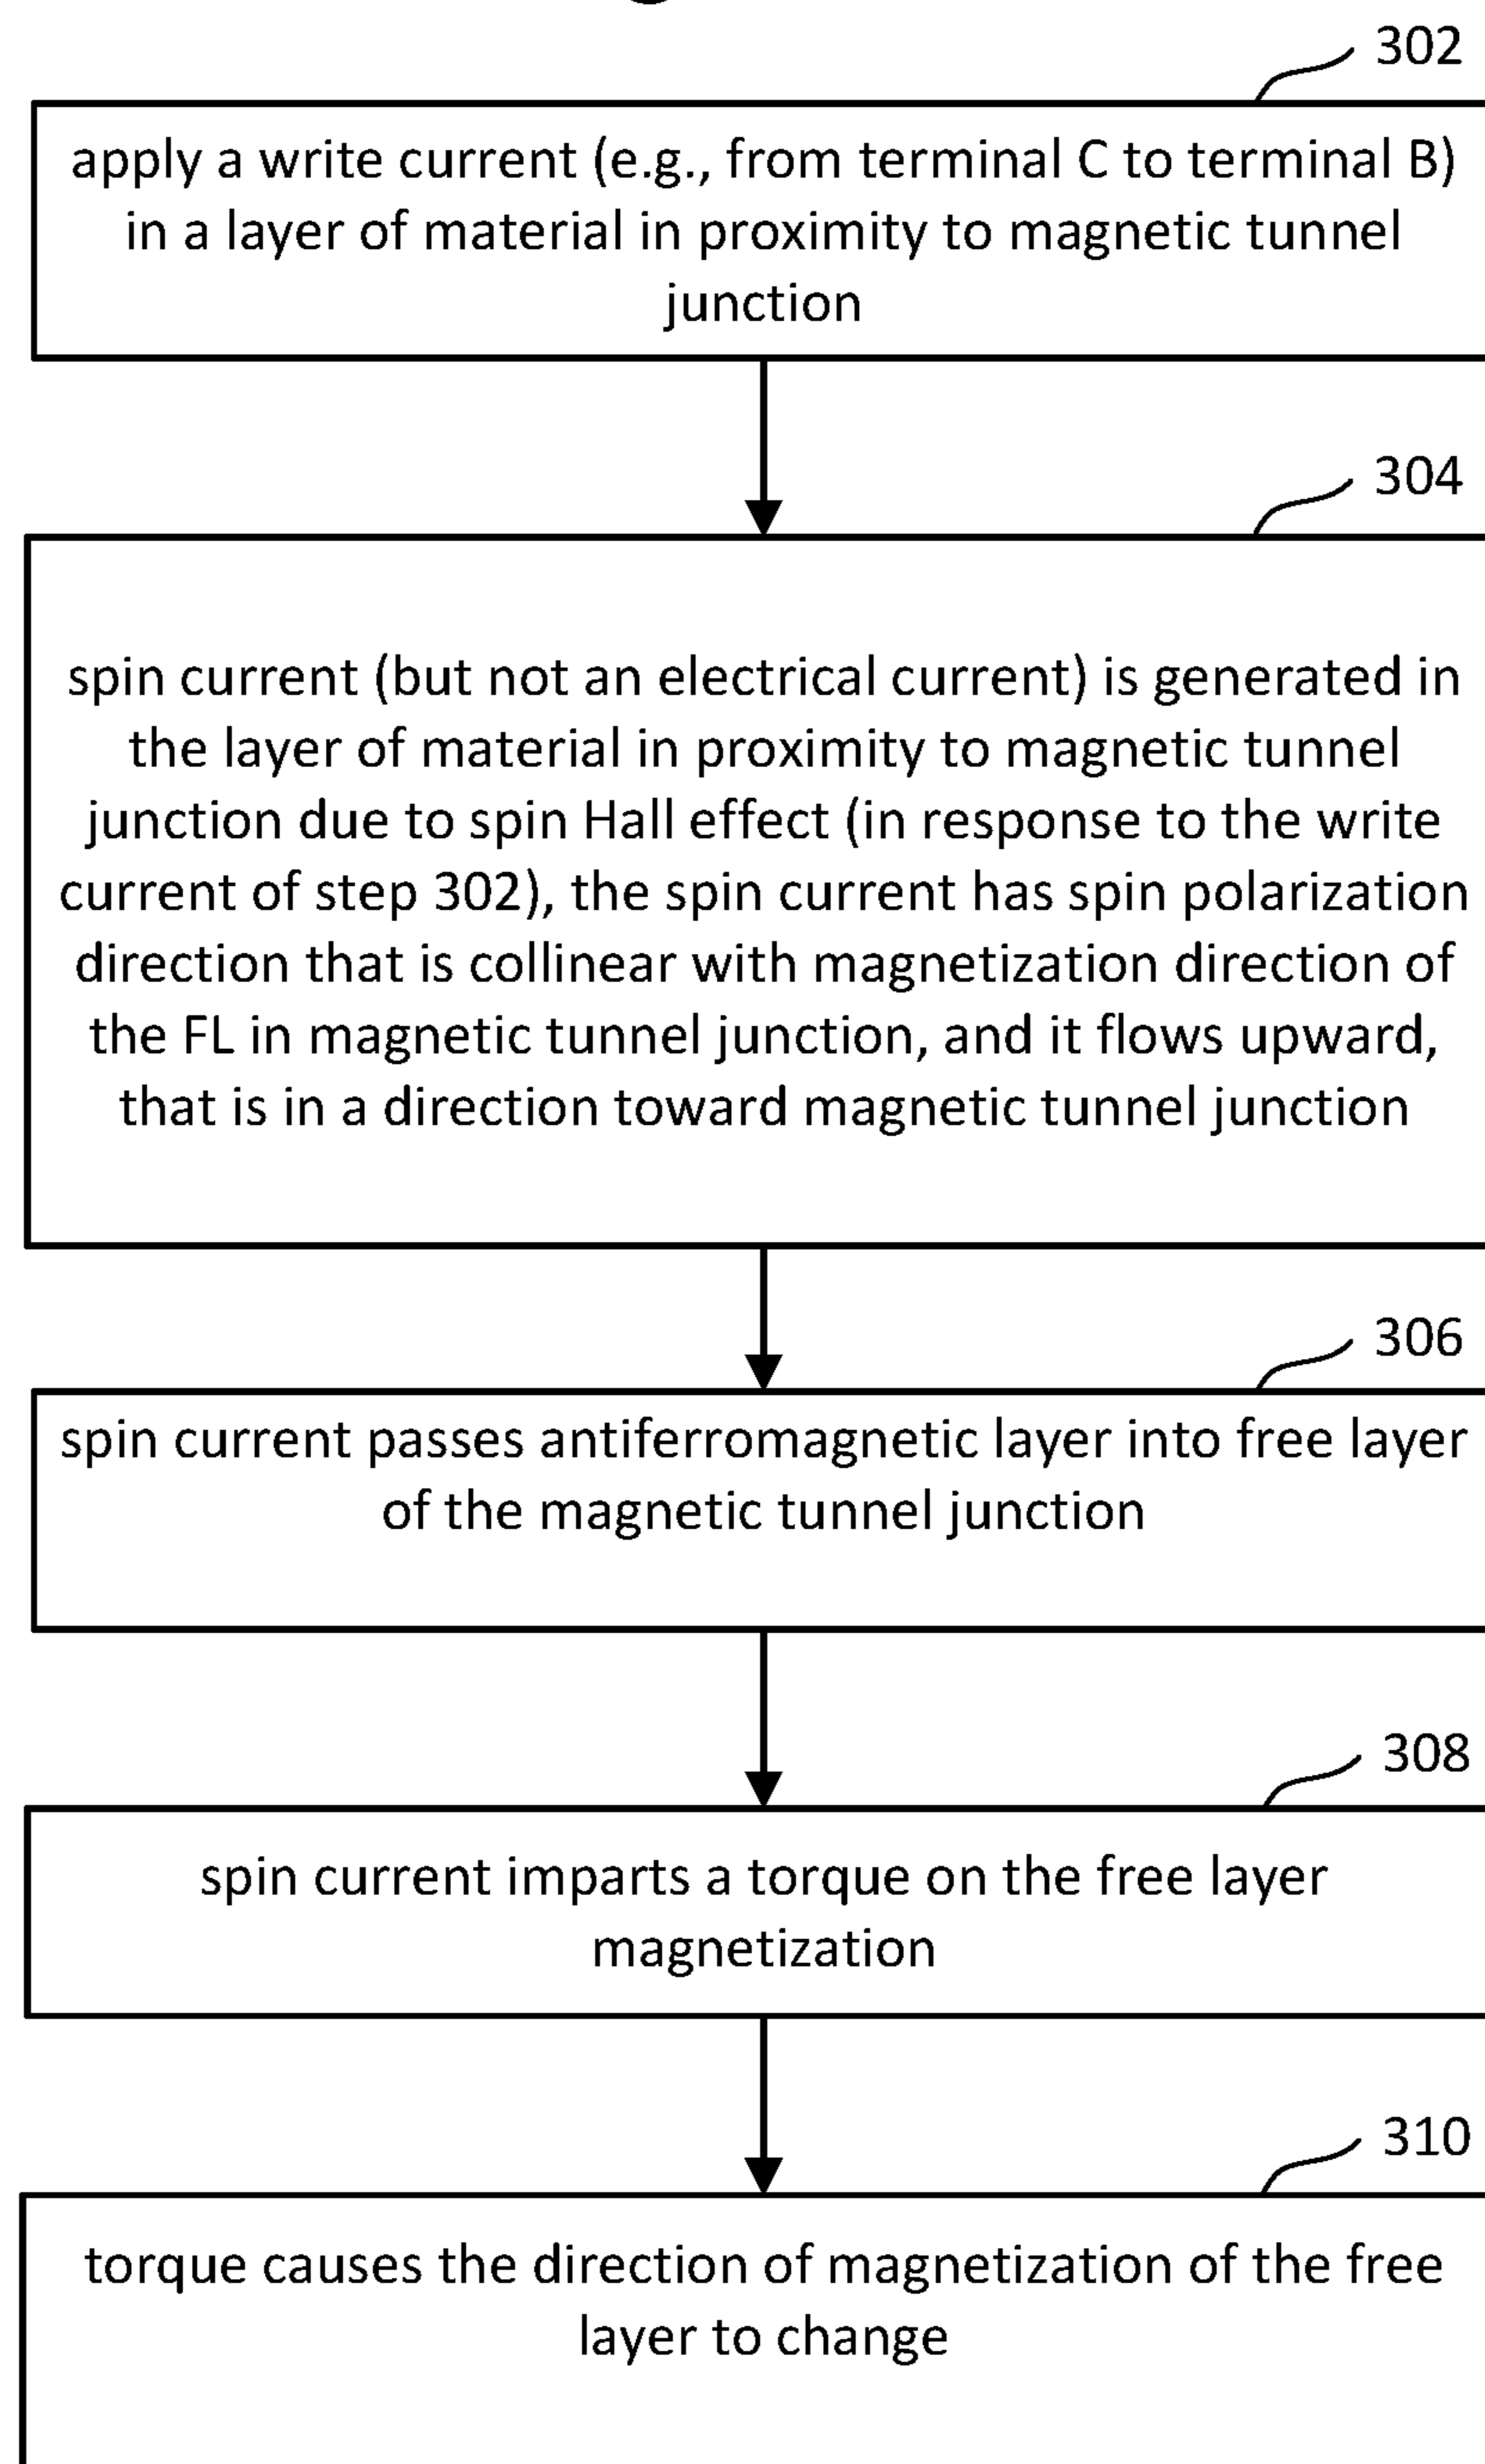 302
apply a write current (e.g., from terminal C to terminal B)
in a layer of material in proximity to magnetic tunnel
junction
304
spin current (but not an electrical current) is generated in
the layer of material in proximity to magnetic tunnel
junction due to spin Hall effect (in response to the write
current of step 302), the spin current has spin polarization
direction that is collinear with magnetization direction of
the FL in magnetic tunnel junction, and it flows upward,
that is in a direction toward magnetic tunnel junction
306
spin current passes antiferromagnetic layer into free layer
of the magnetic tunnel junction
308
spin current imparts a torque on the free layer
magnetization
310
torque causes the direction of magnetization of the free
layer to change